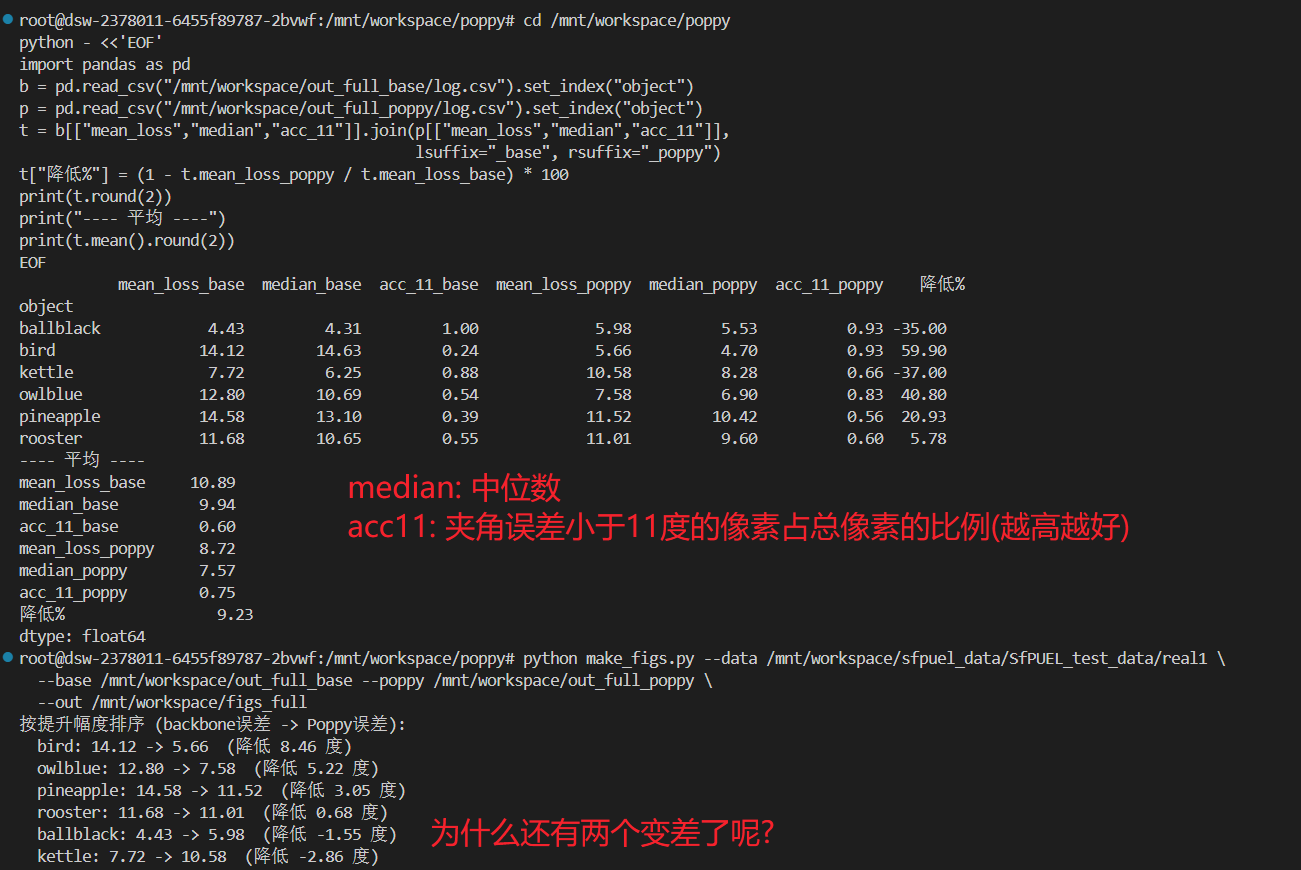 root@dsw-2378011-6455f89787-2bvwf:/mnt/workspace/poppy# cd /mnt/workspace/poppy
python - <<'EOF'
import pandas as pd
b = pd.read_csv("/mnt/workspace/out_full_base/log.csv").set_index("object")
p = pd.read_csv("/mnt/workspace/out_full_poppy/log.csv").set_index("object")
t = b[["mean_loss","median","acc_11"]].join(p[["mean_loss","median","acc_11"]],
lsuffix="_base", rsuffix="_poppy")
t["降低%"] = (1 - t.mean_loss_poppy / t.mean_loss_base) * 100
print(t.round(2))
print("---- 平均 ----")
print(t.mean().round(2))
EOF
mean_loss_base median_base acc_11_base mean_loss_poppy median_poppy acc_11_poppy 降低%
object
ballblack 4.43 4.31 1.00 5.98 5.53 0.93 -35.00
bird 14.12 14.63 0.24 5.66 4.70 0.93 59.90
kettle 7.72 6.25 0.88 10.58 8.28 0.66 -37.00
owlblue 12.80 10.69 0.54 7.58 6.90 0.83 40.80
pineapple 14.58 13.10 0.39 11.52 10.42 0.56 20.93
rooster 11.68 10.65 0.55 11.01 9.60 0.60 5.78
---- 平均 ----
mean_loss_base 10.89
median_base 9.94
acc_11_base 0.60
mean_loss_poppy 8.72
median_poppy 7.57
acc_11_poppy 0.75
降低% 9.23
dtype: float64
median: 中位数
acc11: 夹角误差小于11度的像素占总像素的比例(越高越好)
root@dsw-2378011-6455f89787-2bvwf:/mnt/workspace/poppy# python make_figs.py --data /mnt/workspace/sfpuel_data/SfPUEL_test_data/real1 \
--base /mnt/workspace/out_full_base --poppy /mnt/workspace/out_full_poppy \
--out /mnt/workspace/figs_full
按提升幅度排序 (backbone误差 -> Poppy误差):
bird: 14.12 -> 5.66 (降低 8.46 度)
owlblue: 12.80 -> 7.58 (降低 5.22 度)
pineapple: 14.58 -> 11.52 (降低 3.05 度)
rooster: 11.68 -> 11.01 (降低 0.68 度)
ballblack: 4.43 -> 5.98 (降低 -1.55 度)
kettle: 7.72 -> 10.58 (降低 -2.86 度)
为什么还有两个变差了呢?